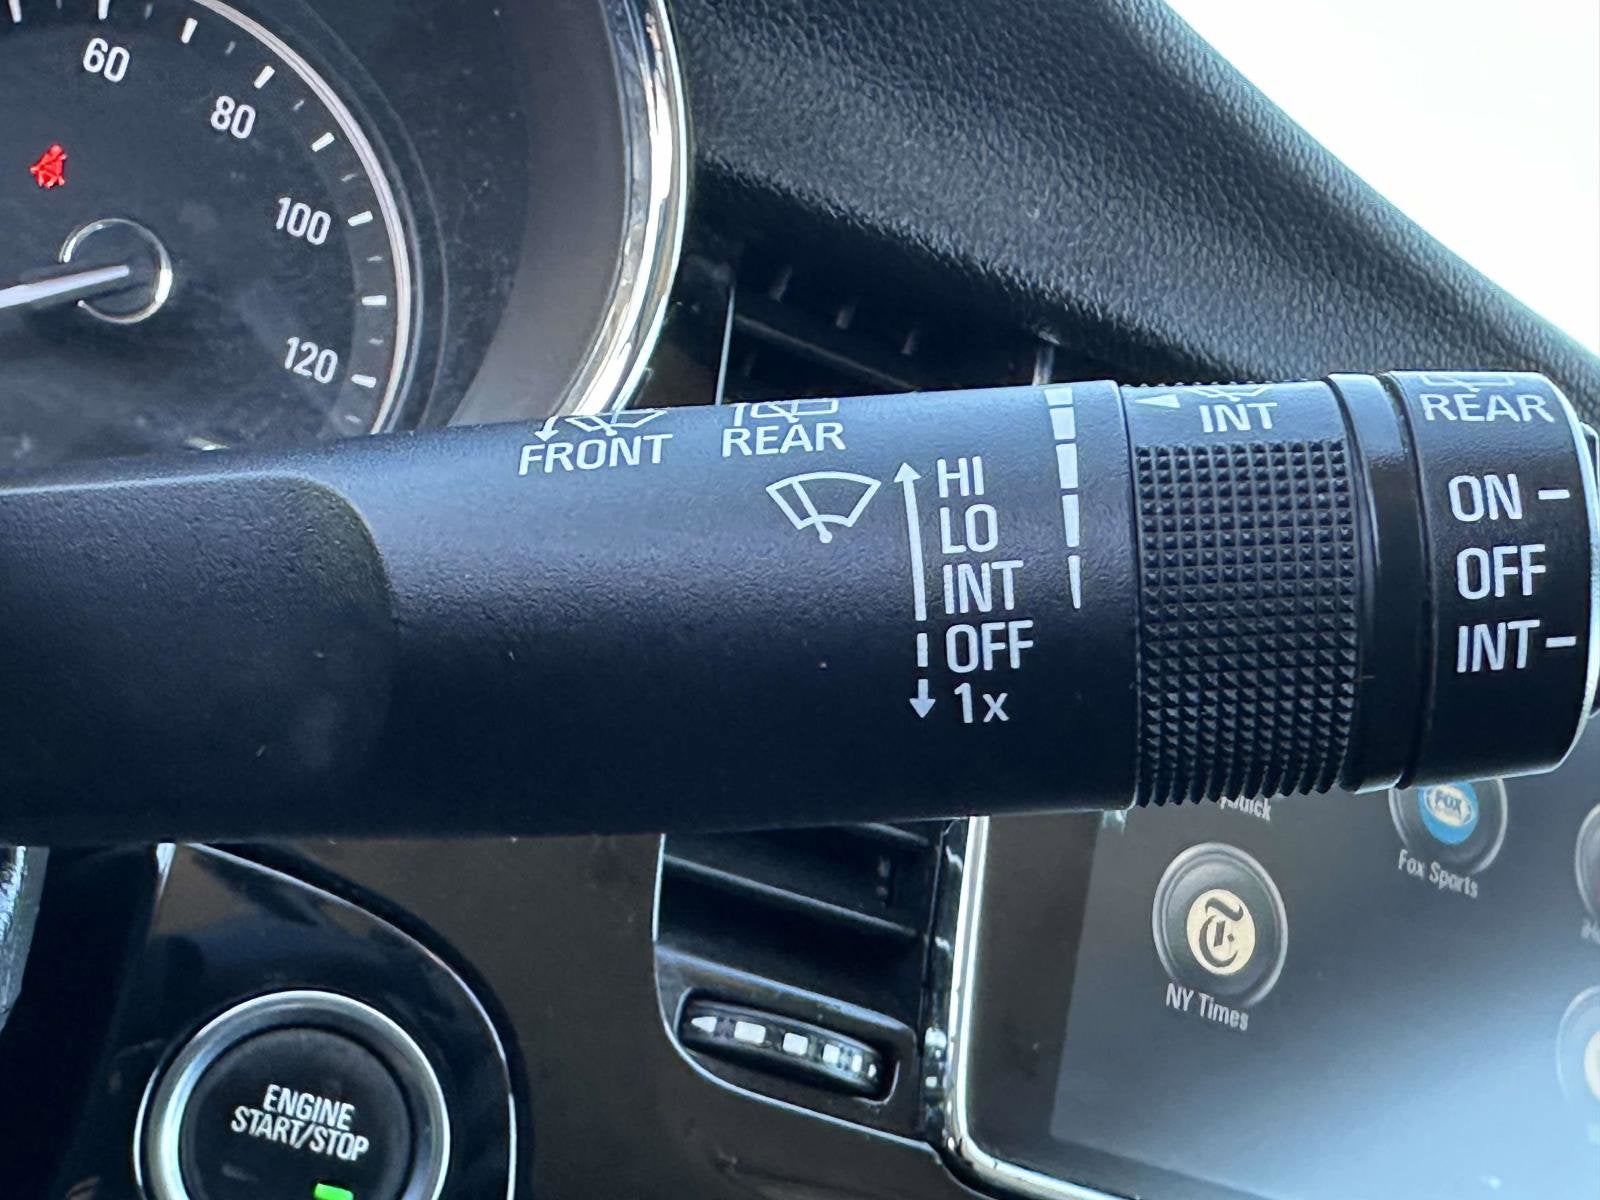 60
80
100
120
FRONT
REAR
HI
LO
INT
OFF
1x
INT
REAR
ON
OFF
INT
FOX
Fox Sports
NY Times
ENGINE
START/STOP